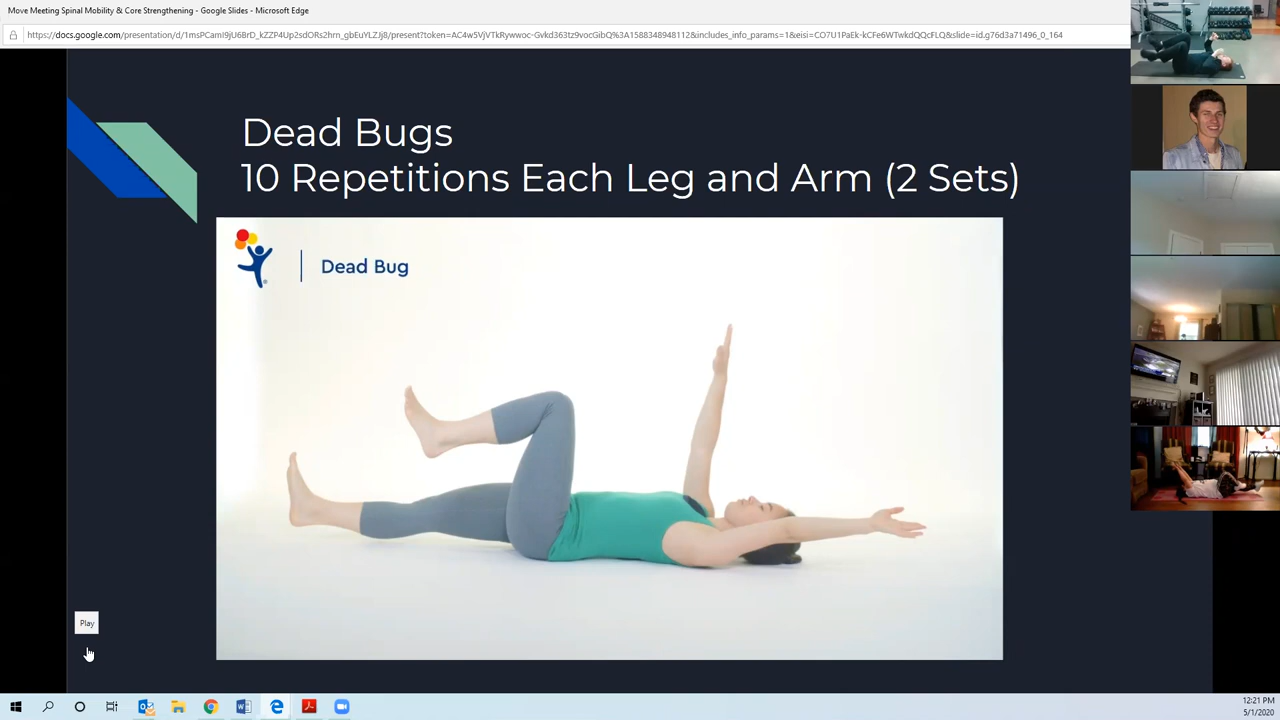 Move Meeting Spinal Mobility & Core Strengthening - Google Slides - Microsoft Edge
Dead Bugs
10 Repetitions Each Leg and Arm (2 Sets)
Dead Bug
Play
12:21 PM
5/1/2020